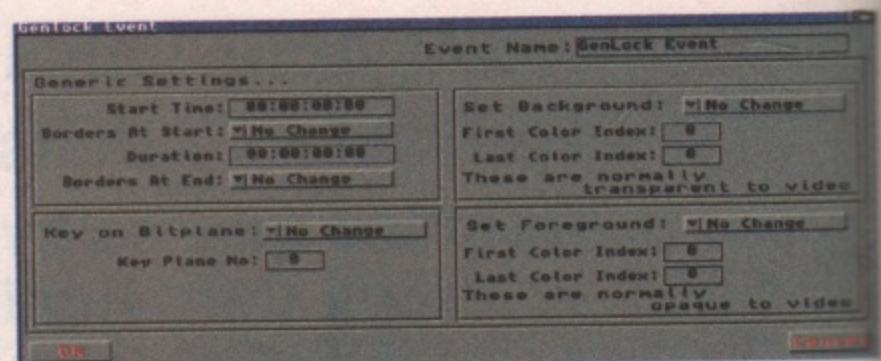 Genlock Event
Event Name: GenLock Event
Generic Settings...
Start Time: 00:00:00:00
Borders At Start: No Change
Duration: 00:00:00:00
Borders At End: No Change
Set Background: No Change
First Color Index: 0
Last Color Index: 0
These are normally
transparent to video
Key on Bitplane: No Change
Key Plane No: 0
Set Foreground: No Change
First Color Index: 0
Last Color Index: 0
These are normally
opaque to video
OK
Cancel